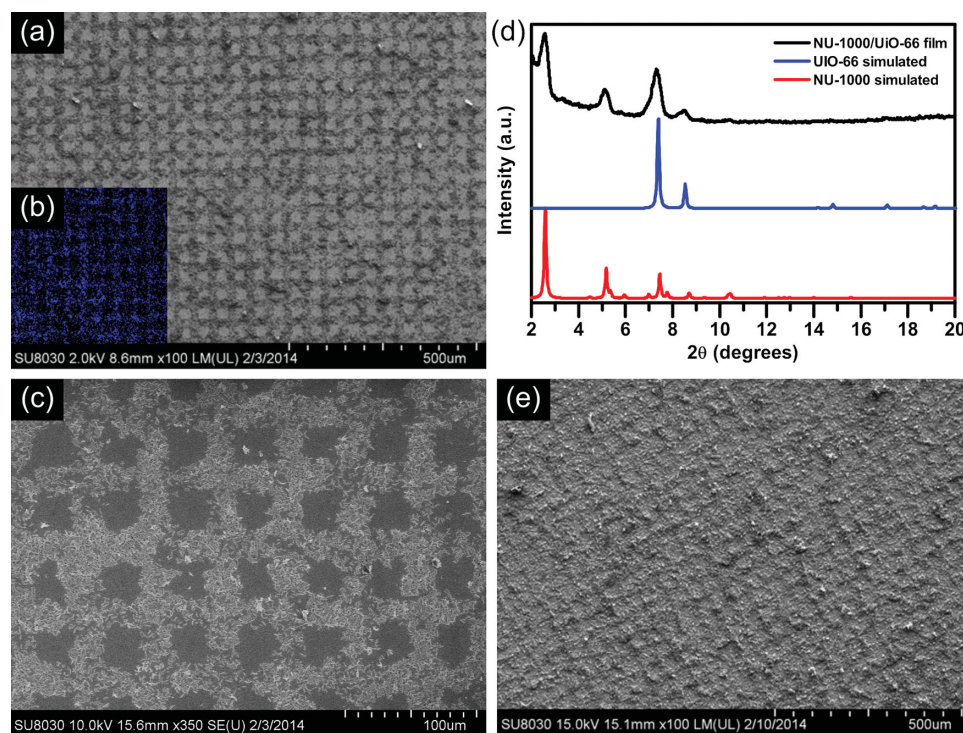 (a)
(b)
SU8030 2.0kV 8.6mm x100 LM(UL) 2/3/2014
500um
(d)
NU-1000/UiO-66 film
UIO-66 simulated
NU-1000 simulated
Intensity (a.u.)
2 4 6 8 10 12 14 16 18 20
2θ (degrees)
(c)
SU8030 10.0kV 15.6mm x350 SE(U) 2/3/2014
100um
(e)
SU8030 15.0kV 15.1mm x100 LM(UL) 2/10/2014
500um